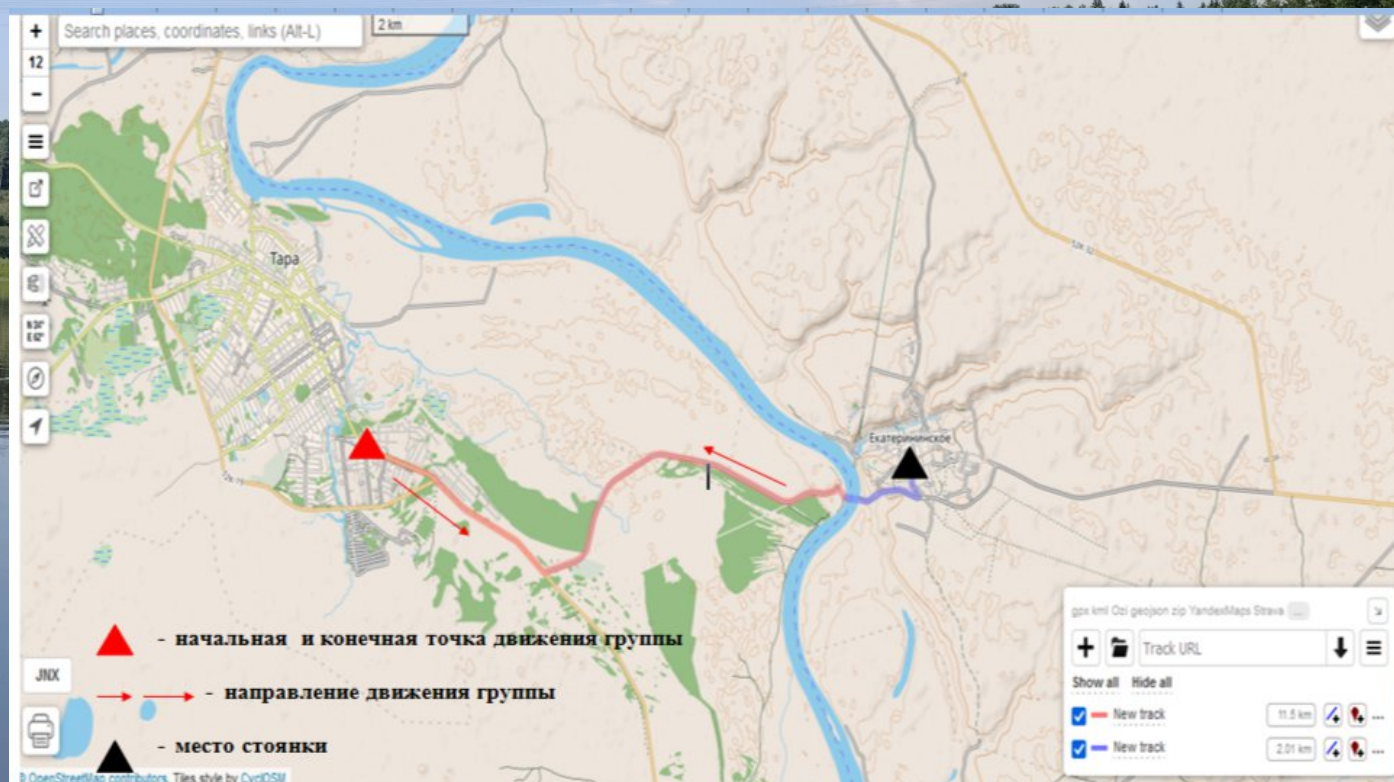 +
Search places, coordinates, links (Alt-L)
2 km
12
-
Тара
52К-32
Екатерининское
- начальная и конечная точка движения группы
- направление движения группы
- место стоянки
JNX
gpx kml Ozi geojson zip YandexMaps Strava ...
+ Track URL
Show all Hide all
New track 11.5 km ...
New track 2.01 km ...
© OpenStreetMap contributors, Tiles style by CyclOSM